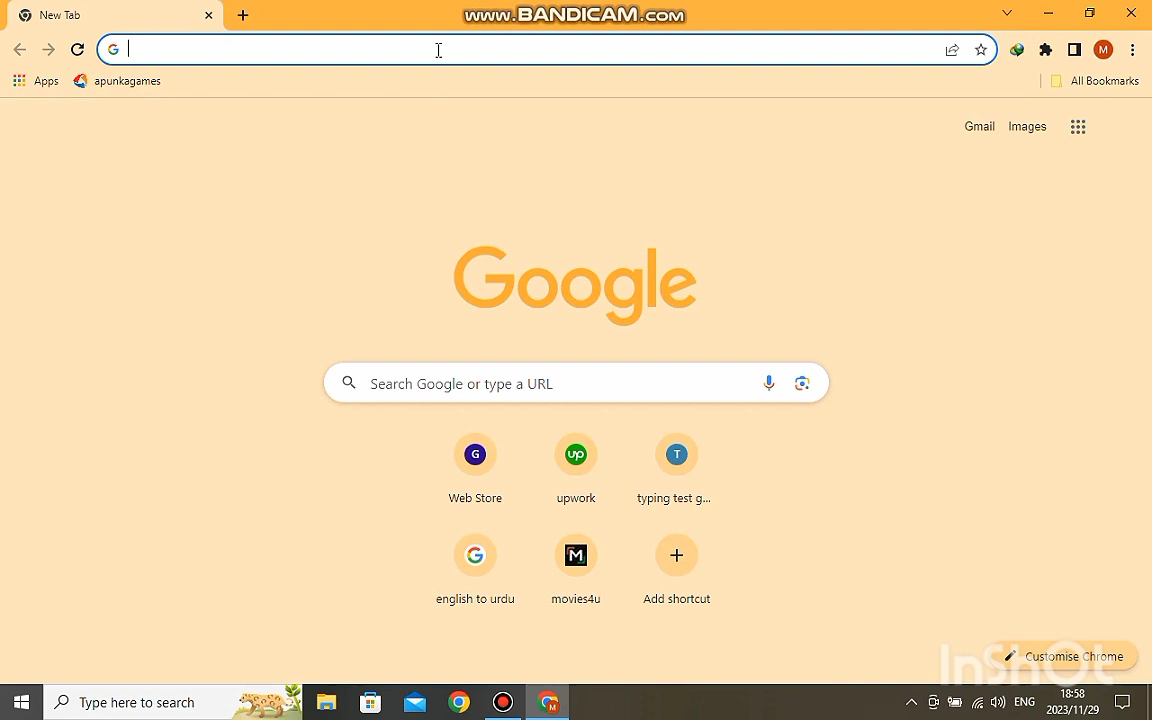 New Tab
www.BANDICAM.com
M
Apps
apunkagames
All Bookmarks
Gmail
Images
Google
Search Google or type a URL
G
up
T
Web Store
upwork
typing test g...
M
english to urdu
movies4u
Add shortcut
InShOt
Customise Chrome
Type here to search
M
ENG
18:58
2023/11/29